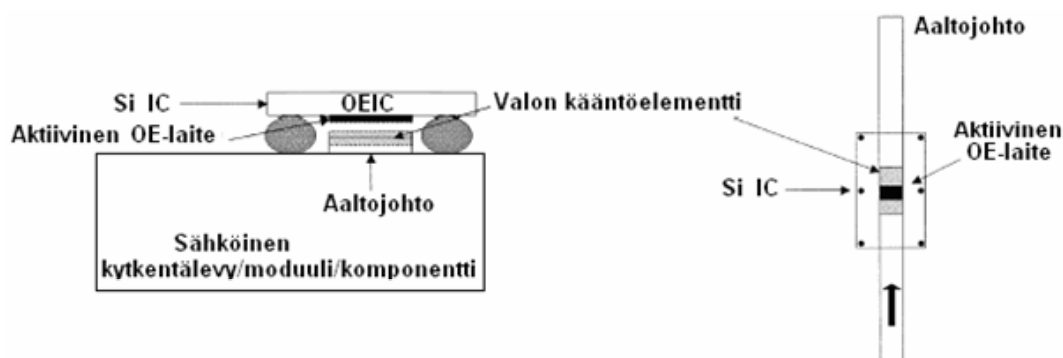 Si IC
OEIC
Aktiivinen OE-laite
Valon kääntöelementti
Aaltojohto
Sähköinen
kytkentälevy/moduuli/komponentti
Aaltojohto
Aktiivinen
OE-laite
Si IC